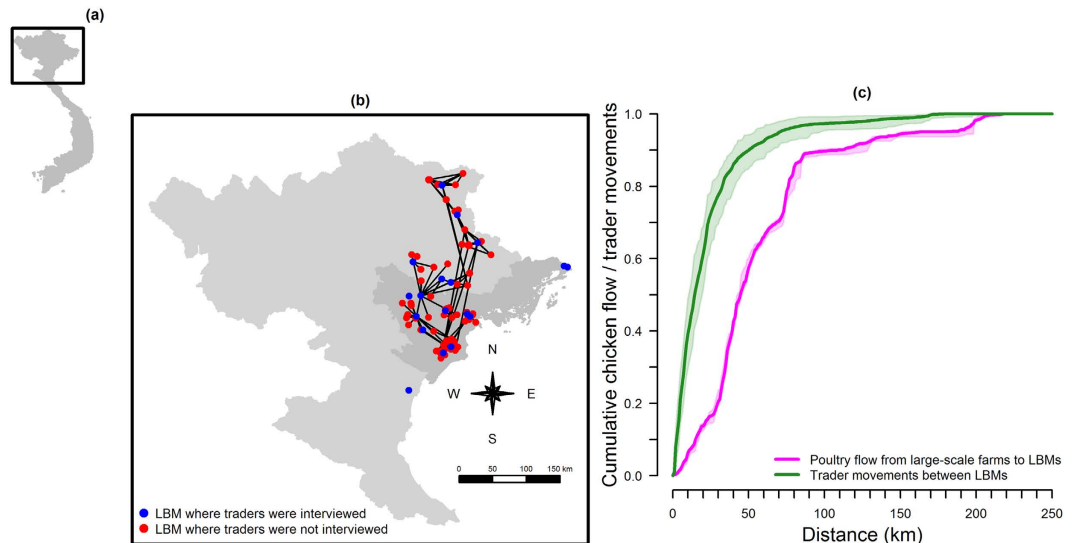 (a)
(b)
N
W
E
S
0
50
100
150 km
LBM where traders were interviewed
LBM where traders were not interviewed
(c)
Cumulative chicken flow / trader movements
1.0
0.8
0.6
0.4
0.2
0.0
Poultry flow from large-scale farms to LBMs
Trader movements between LBMs
0
50
100
150
200
250
Distance (km)